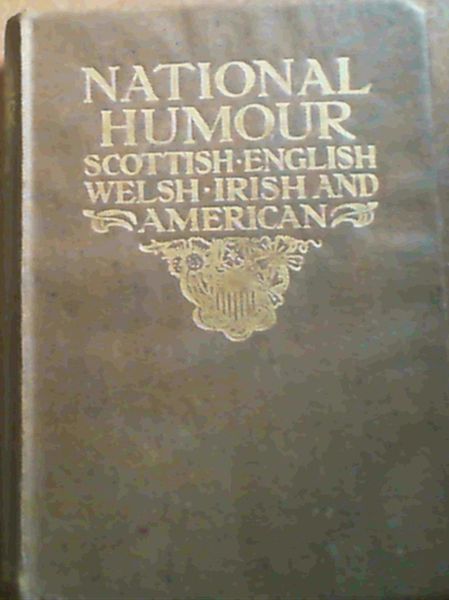 NATIONAL
HUMOUR
SCOTTISH·ENGLISH
WELSH·IRISH AND
AMERICAN